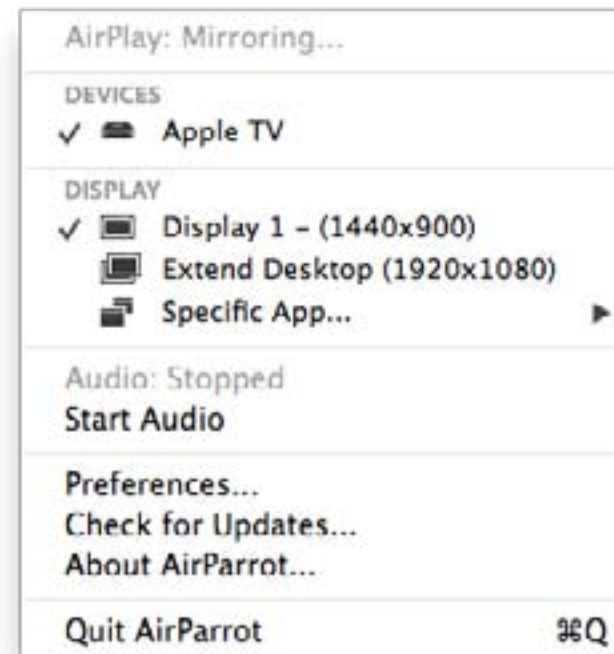 AirPlay: Mirroring...
DEVICES
✓ Apple TV
DISPLAY
✓ Display 1 – (1440x900)
Extend Desktop (1920x1080)
Specific App... ▶
Audio: Stopped
Start Audio
Preferences...
Check for Updates...
About AirParrot...
Quit AirParrot ⌘Q